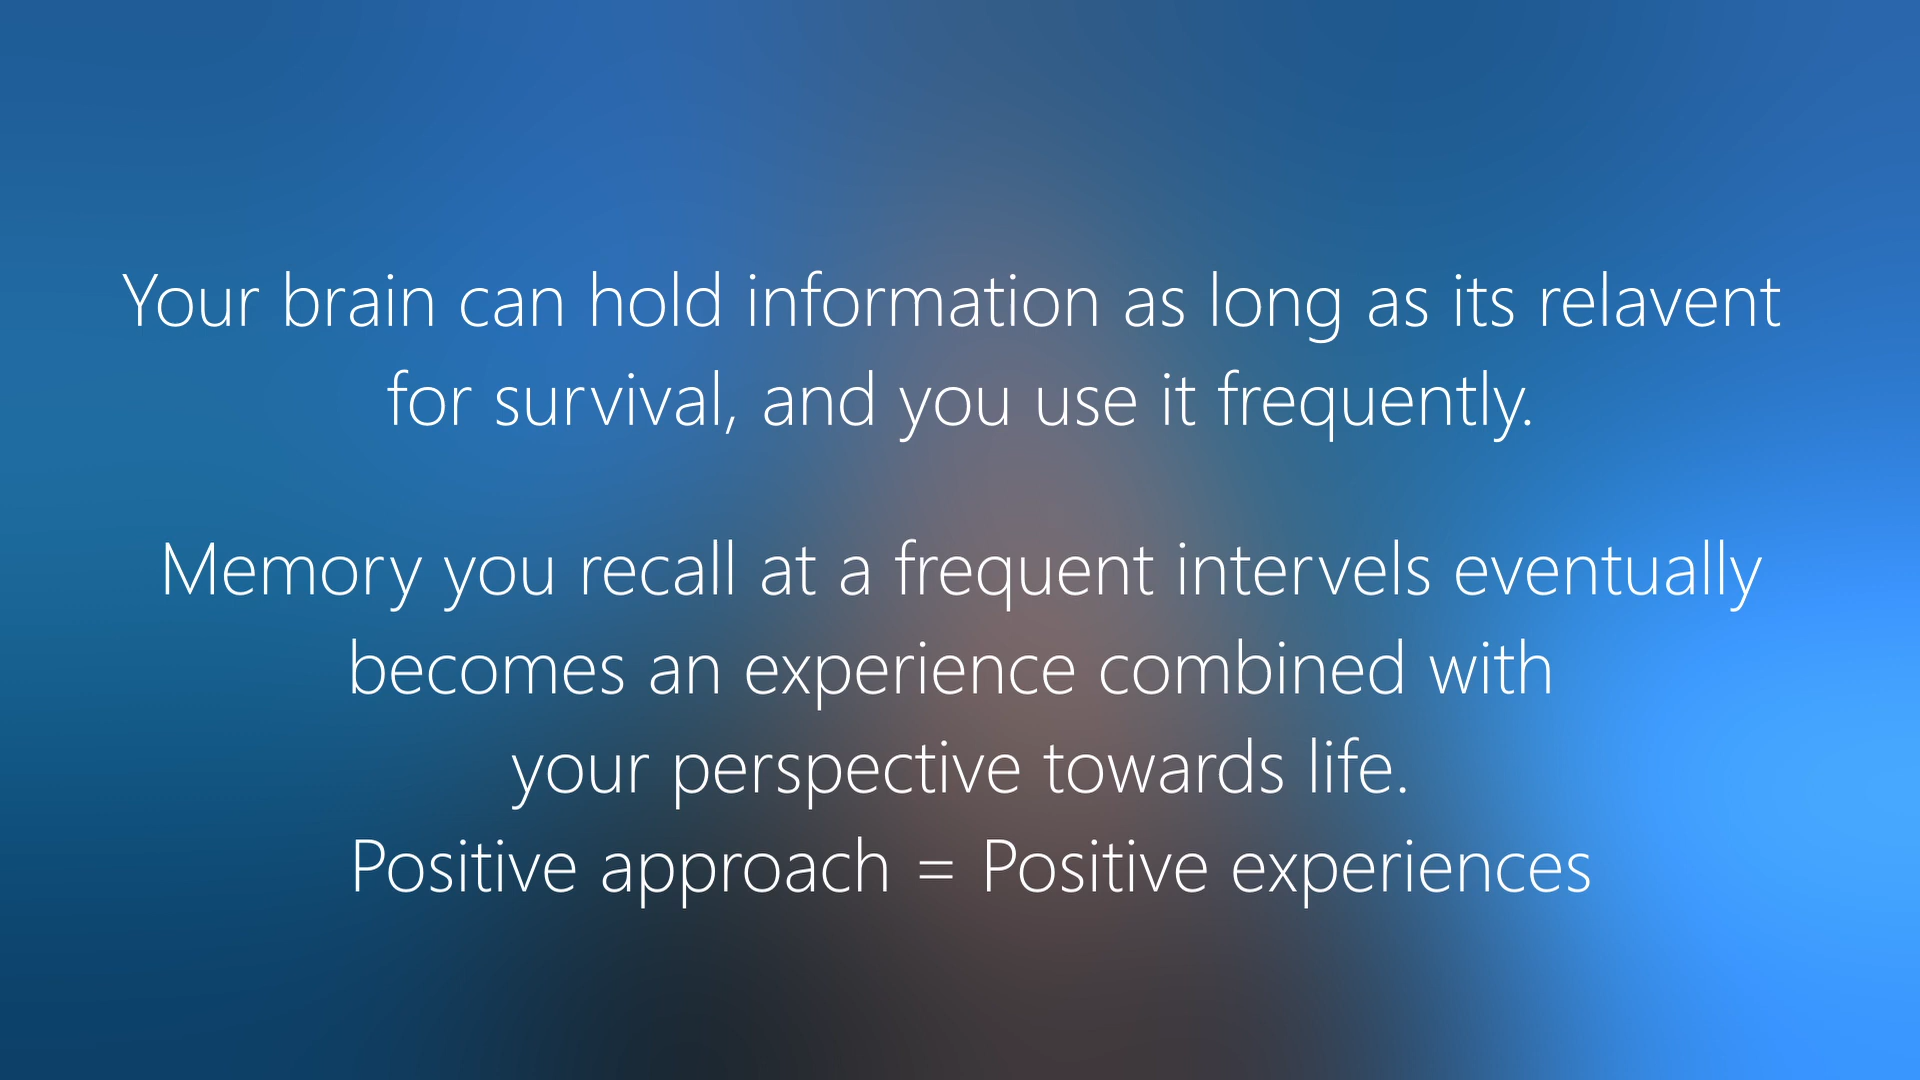 Your brain can hold information as long as its relavent
for survival, and you use it frequently.
Memory you recall at a frequent intervels eventually
becomes an experience combined with
your perspective towards life.
Positive approach = Positive experiences